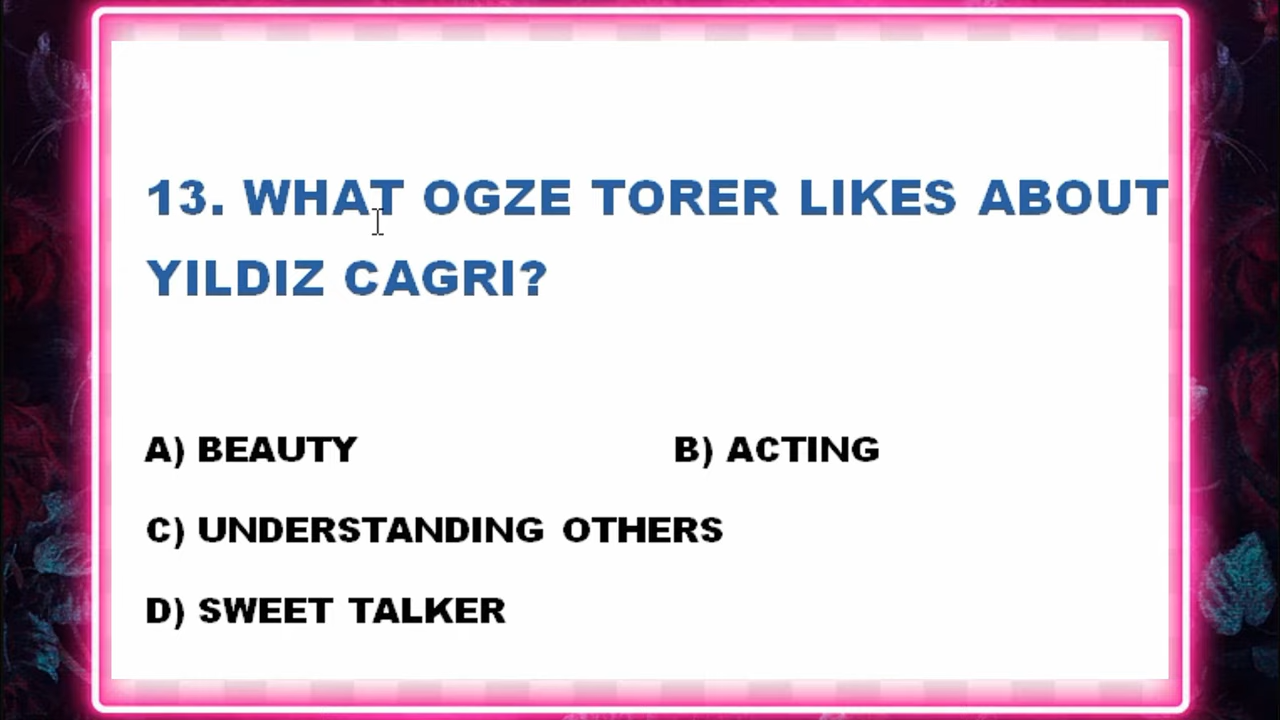 13. WHAT OGZE TORER LIKES ABOUT
YILDIZ CAGRI?
A) BEAUTY B) ACTING
C) UNDERSTANDING OTHERS
D) SWEET TALKER